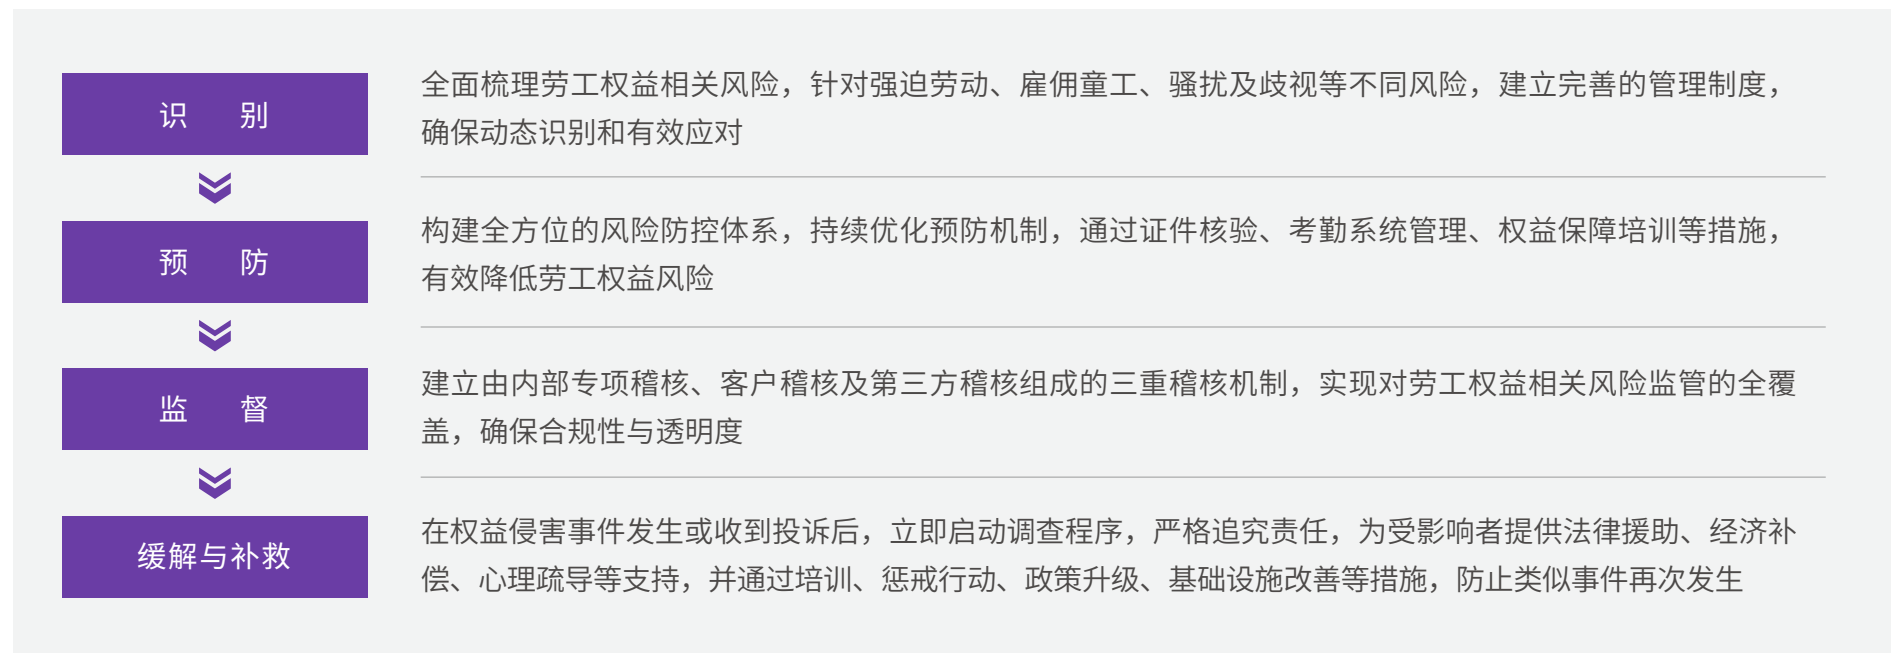 识 别
全面梳理劳工权益相关风险，针对强迫劳动、雇佣童工、骚扰及歧视等不同风险，建立完善的管理制度，
确保动态识别和有效应对
预 防
构建全方位的风险防控体系，持续优化预防机制，通过证件核验、考勤系统管理、权益保障培训等措施，
有效降低劳工权益风险
监 督
建立由内部专项稽核、客户稽核及第三方稽核组成的三重稽核机制，实现对劳工权益相关风险监管的全覆
盖，确保合规性与透明度
缓解与补救
在权益侵害事件发生或收到投诉后，立即启动调查程序，严格追究责任，为受影响者提供法律援助、经济补
偿、心理疏导等支持，并通过培训、惩戒行动、政策升级、基础设施改善等措施，防止类似事件再次发生